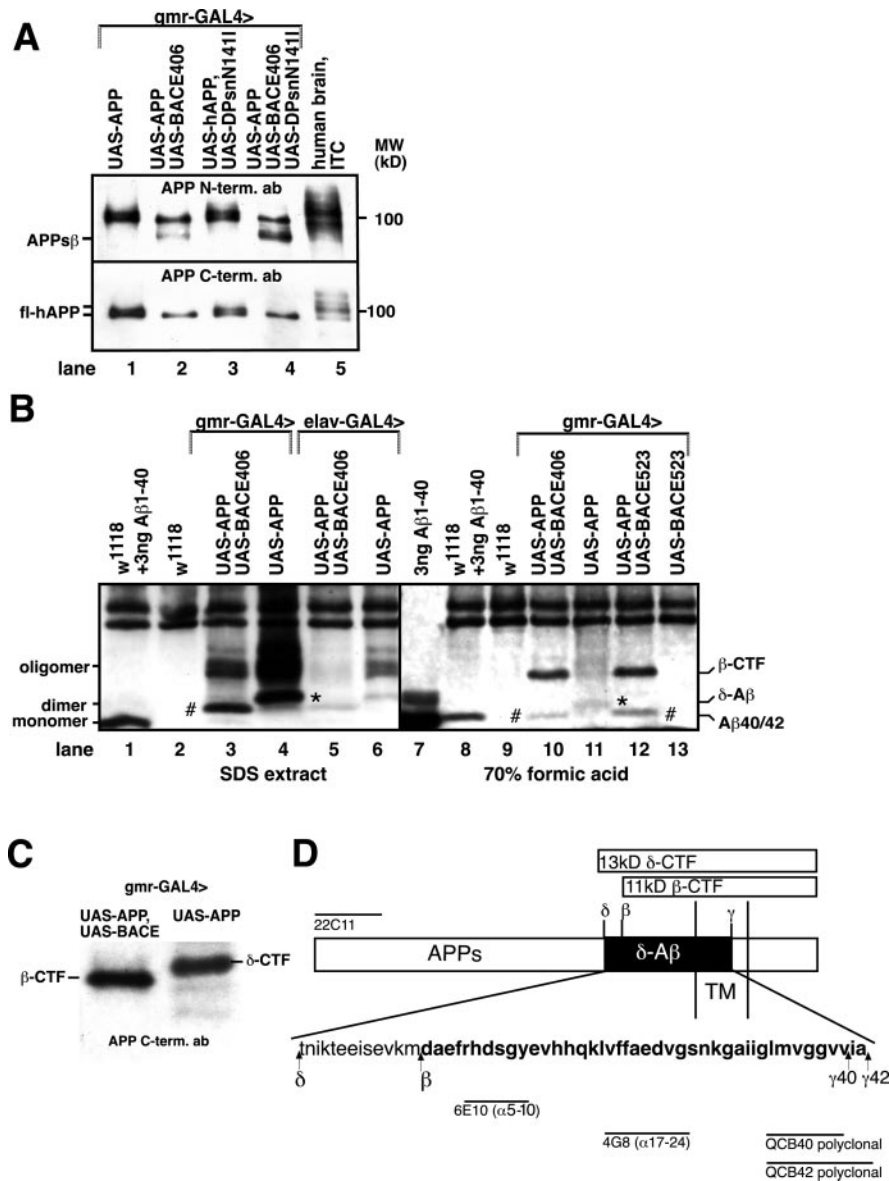 A
gmr-GAL4>
UAS-APP
UAS-APP
UAS-BACE406
UAS-hAPP,
UAS-DPsnN141I
UAS-APP
UAS-BACE406
UAS-DPsnN141I
human brain,
ITC
MW
(kD)
APP N-term. ab
100
APPsβ
APP C-term. ab
fl-hAPP
100
lane 1 2 3 4 5
B
gmr-GAL4> elav-GAL4> gmr-GAL4>
w1118
+3ng Aβ1-40
w1118
UAS-APP
UAS-BACE406
UAS-APP
UAS-APP
UAS-BACE406
UAS-APP
3ng Aβ1-40
w1118
+3ng Aβ1-40
w1118
UAS-APP
UAS-BACE406
UAS-APP
UAS-APP
UAS-BACE523
UAS-BACE523
oligomer
β-CTF
dimer # * # * #
δ-Aβ
monomer
Aβ40/42
lane 1 2 3 4 5 6 7 8 9 10 11 12 13
SDS extract 70% formic acid
C
gmr-GAL4>
UAS-APP,
UAS-BACE
UAS-APP
β-CTF
δ-CTF
APP C-term. ab
D
13kD δ-CTF
11kD β-CTF
22C11
δ β γ
APPs δ-Aβ
TM
tnikteeisevkmdaefrhdsgyevhhqklvffaedvgsnkgaiiglmvggvvia
δ β γ40 γ42
6E10 (α5-10)
4G8 (α17-24)
QCB40 polyclonal
QCB42 polyclonal